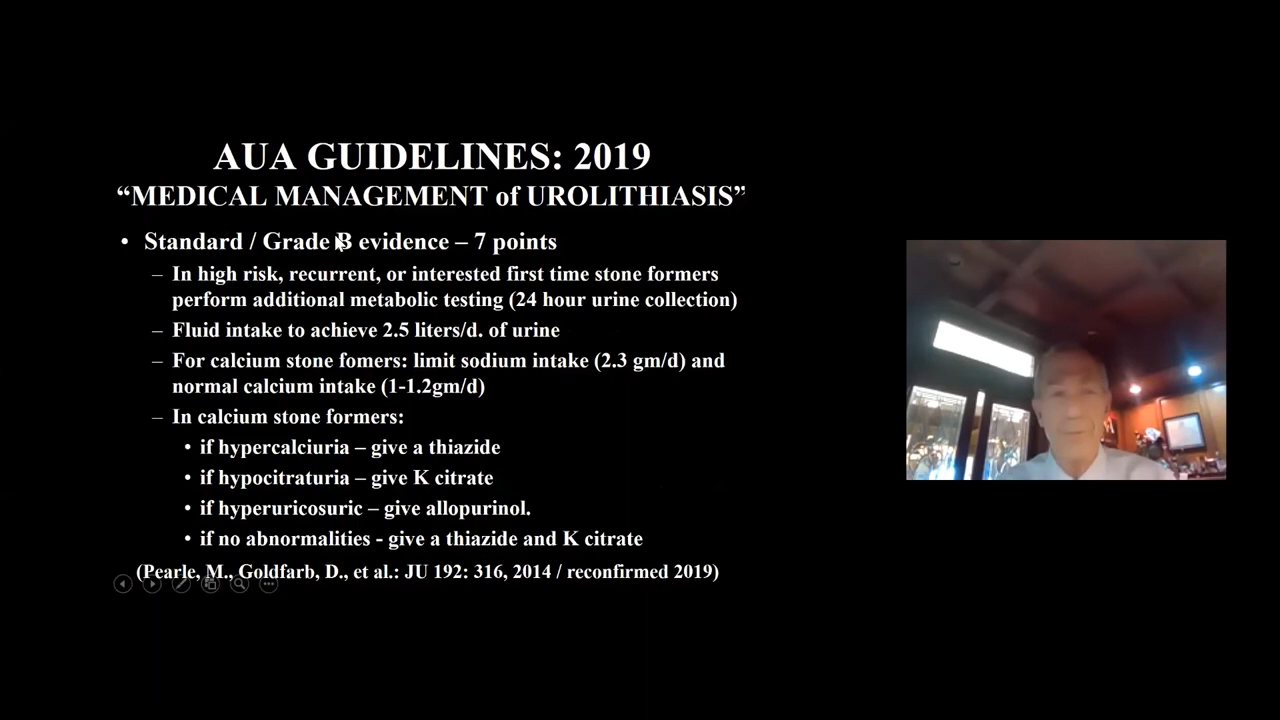 AUA GUIDELINES: 2019
“MEDICAL MANAGEMENT of UROLITHIASIS”
• Standard / Grade B evidence – 7 points
– In high risk, recurrent, or interested first time stone formers
perform additional metabolic testing (24 hour urine collection)
– Fluid intake to achieve 2.5 liters/d. of urine
– For calcium stone fomers: limit sodium intake (2.3 gm/d) and
normal calcium intake (1-1.2gm/d)
– In calcium stone formers:
• if hypercalciuria – give a thiazide
• if hypocitraturia – give K citrate
• if hyperuricosuric – give allopurinol.
• if no abnormalities - give a thiazide and K citrate
(Pearle, M., Goldfarb, D., et al.: JU 192: 316, 2014 / reconfirmed 2019)